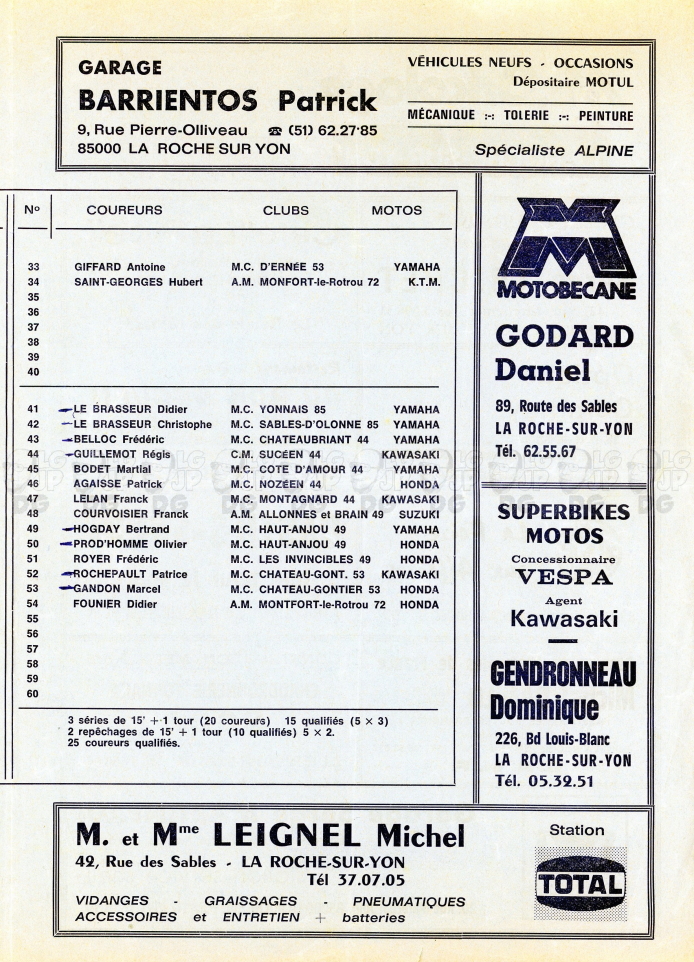 GARAGE
BARRIENTOS Patrick
9, Rue Pierre-Olliveau ☎ (51) 62.27.85
85000 LA ROCHE SUR YON
VÉHICULES NEUFS - OCCASIONS
Dépositaire MOTUL
MÉCANIQUE :-: TOLERIE :-: PEINTURE
Spécialiste ALPINE
No COUREURS CLUBS MOTOS
33 GIFFARD Antoine M.C. D'ERNÉE 53 YAMAHA
34 SAINT-GEORGES Hubert A.M. MONFORT-le-Rotrou 72 K.T.M.
35
36
37
38
39
40
41 LE BRASSEUR Didier M.C. YONNAIS 85 YAMAHA
42 LE BRASSEUR Christophe M.C. SABLES-D'OLONNE 85 YAMAHA
43 BELLOC Frédéric M.C. CHATEAUBRIANT 44 YAMAHA
44 GUILLEMOT Régis C.M. SUCÉEN 44 KAWASAKI
45 BODET Martial M.C. COTE D'AMOUR 44 YAMAHA
46 AGAISSE Patrick M.C. NOZÉEN 44 HONDA
47 LELAN Franck M.C. MONTAGNARD 44 KAWASAKI
48 COURVOISIER Franck A.M. ALLONNES et BRAIN 49 SUZUKI
49 HOGDAY Bertrand M.C. HAUT-ANJOU 49 YAMAHA
50 PROD'HOMME Olivier M.C. HAUT-ANJOU 49 HONDA
51 ROYER Frédéric M.C. LES INVINCIBLES 49 HONDA
52 ROCHEPAULT Patrice M.C. CHATEAU-GONT. 53 KAWASAKI
53 GANDON Marcel M.C. CHATEAU-GONTIER 53 HONDA
54 FOUNIER Didier A.M. MONTFORT-le-Rotrou 72 HONDA
55
56
57
58
59
60
3 séries de 15' + 1 tour (20 coureurs) 15 qualifiés (5 × 3)
2 repêchages de 15' + 1 tour (10 qualifiés) 5 × 2.
25 coureurs qualifiés.
MOTOBECANE
GODARD
Daniel
89, Route des Sables
LA ROCHE-SUR-YON
Tél. 62.55.67
SUPERBIKES
MOTOS
Concessionnaire
VESPA
Agent
Kawasaki
GENDRONNEAU
Dominique
226, Bd Louis-Blanc
LA ROCHE-SUR-YON
Tél. 05.32.51
M. et Mme LEIGNEL Michel
42, Rue des Sables - LA ROCHE-SUR-YON
Tél 37.07.05
VIDANGES - GRAISSAGES - PNEUMATIQUES
ACCESSOIRES et ENTRETIEN + batteries
Station
TOTAL